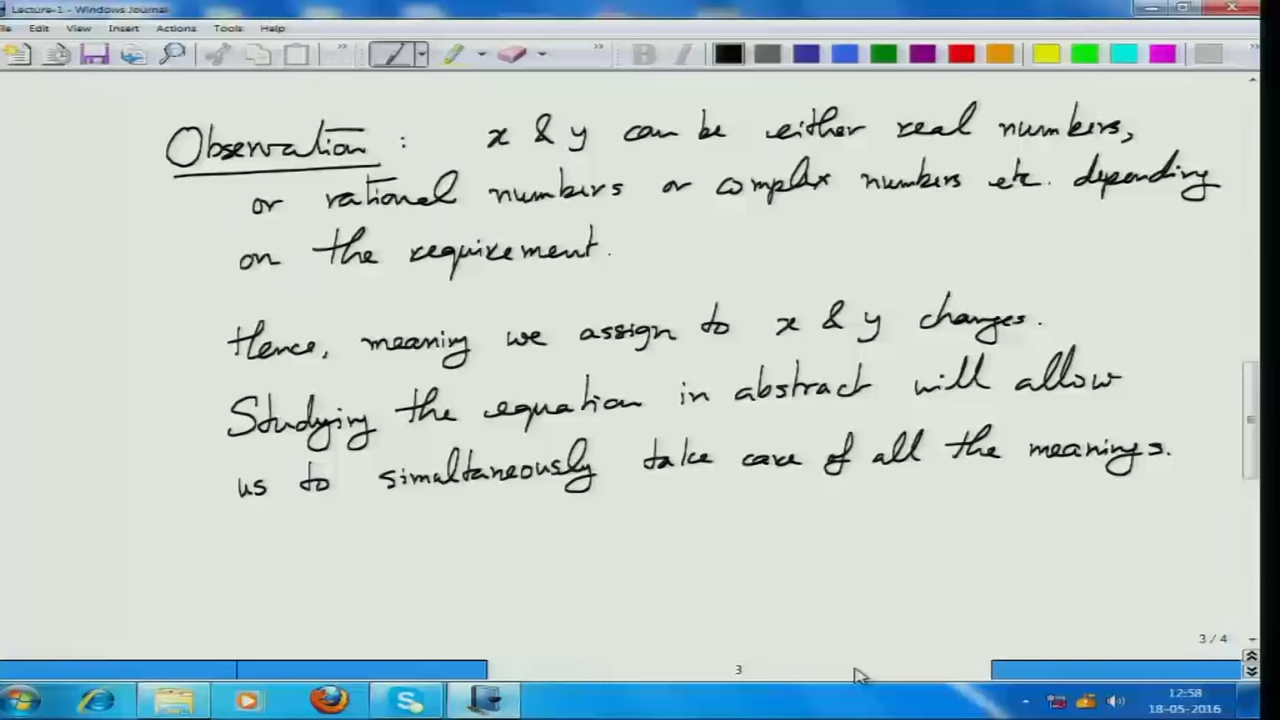 Lecture-1 - Windows Journal
Edit View Insert Actions Tools Help
Observation : x & y can be either real numbers,
or rational numbers or complex numbers etc. depending
on the requirement.
Hence, meaning we assign to x & y changes.
Studying the equation in abstract will allow
us to simultaneously take care of all the meanings.
3 / 4
3
12:58
18-05-2016